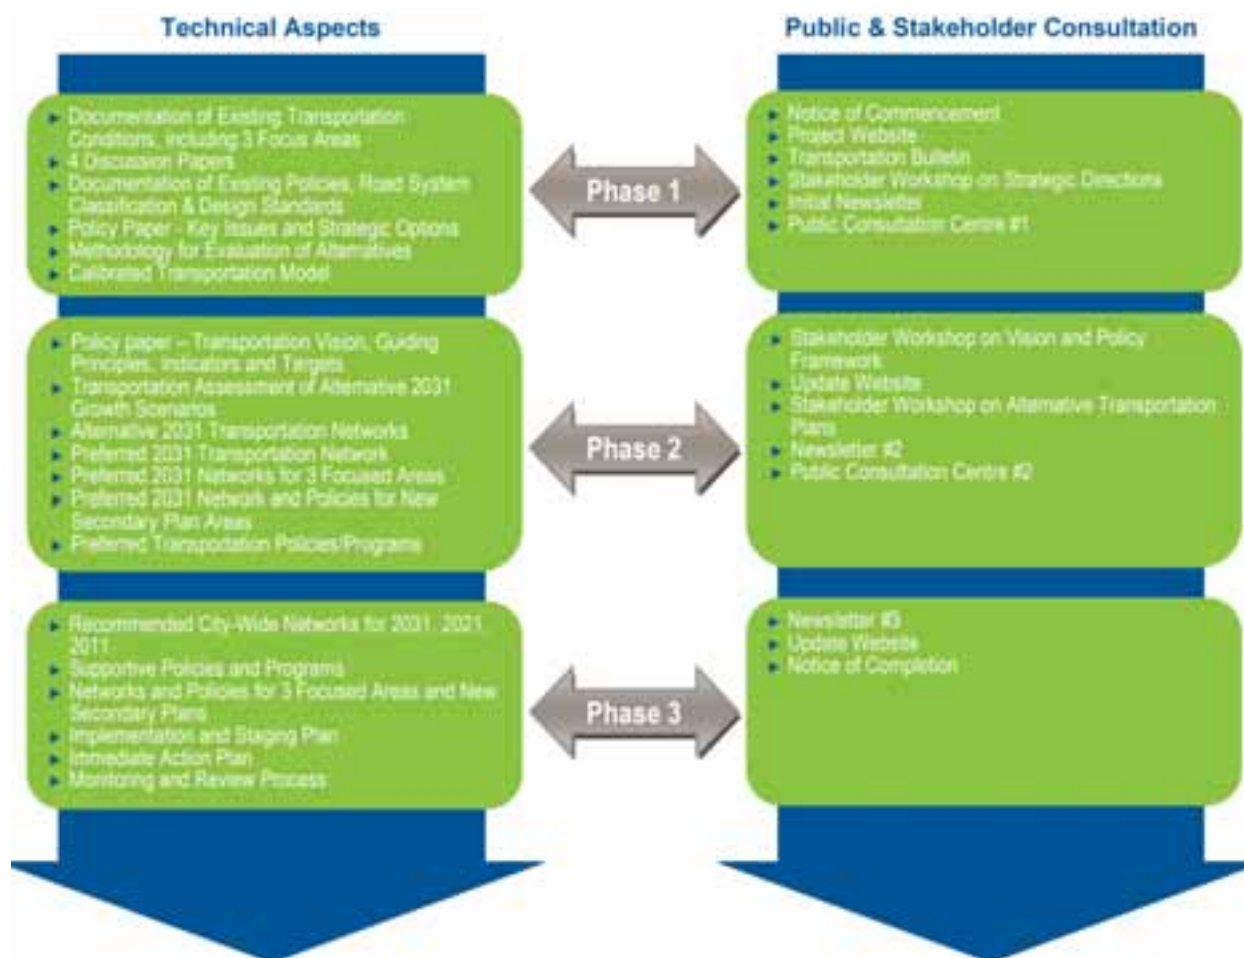 Technical Aspects
Documentation of Existing Transportation
Conditions, including 3 Focus Areas
4 Discussion Papers
Documentation of Existing Policies, Road System
Classification & Design Standards
Policy Paper - Key Issues and Strategic Options
Methodology for Evaluation of Alternatives
Calibrated Transportation Model
Public & Stakeholder Consultation
Notice of Commencement
Project Website
Transportation Bulletin
Stakeholder Workshop on Strategic Directions
Initial Newsletter
Public Consultation Centre #1
Phase 1
Policy paper – Transportation Vision, Guiding
Principles, Indicators and Targets
Transportation Assessment of Alternative 2031
Growth Scenarios
Alternative 2031 Transportation Networks
Preferred 2031 Transportation Network
Preferred 2031 Networks for 3 Focused Areas
Preferred 2031 Network and Policies for New
Secondary Plan Areas
Preferred Transportation Policies/Programs
Phase 2
Stakeholder Workshop on Vision and Policy
Framework
Update Website
Stakeholder Workshop on Alternative Transportation
Plans
Newsletter #2
Public Consultation Centre #2
Recommended City-Wide Networks for 2031, 2021,
2011
Supportive Policies and Programs
Networks and Policies for 3 Focused Areas and New
Secondary Plans
Implementation and Staging Plan
Immediate Action Plan
Monitoring and Review Process
Phase 3
Newsletter #3
Update Website
Notice of Completion